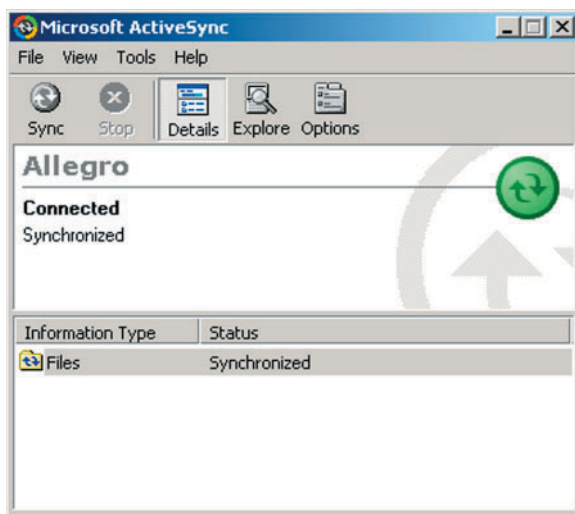 Microsoft ActiveSync
File View Tools Help
Sync Stop Details Explore Options
Allegro
Connected
Synchronized
Information Type Status
Files Synchronized